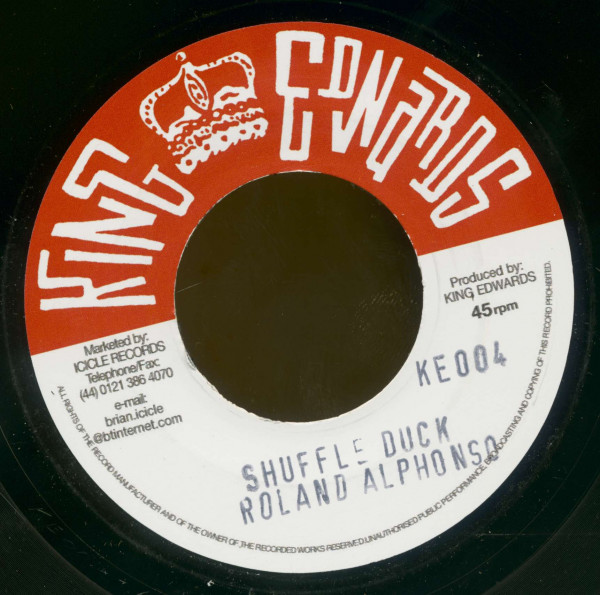 KING EDWARDS
Produced by:
KING EDWARDS
45rpm
Marketed by:
ICICLE RECORDS
Telephone/Fax:
(44) 0121 386 4070
e-mail:
brian.icicle
@btinternet.com
KE004
SHUFFLE DUCK
ROLAND ALPHONSO
ALL RIGHTS OF THE RECORD MANUFACTURER AND OF THE OWNER OF THE RECORDED WORKS RESERVED.UNAUTHORISED PUBLIC PERFORMANCE, BROADCASTING AND COPYING OF THIS RECORD PROHIBITED.